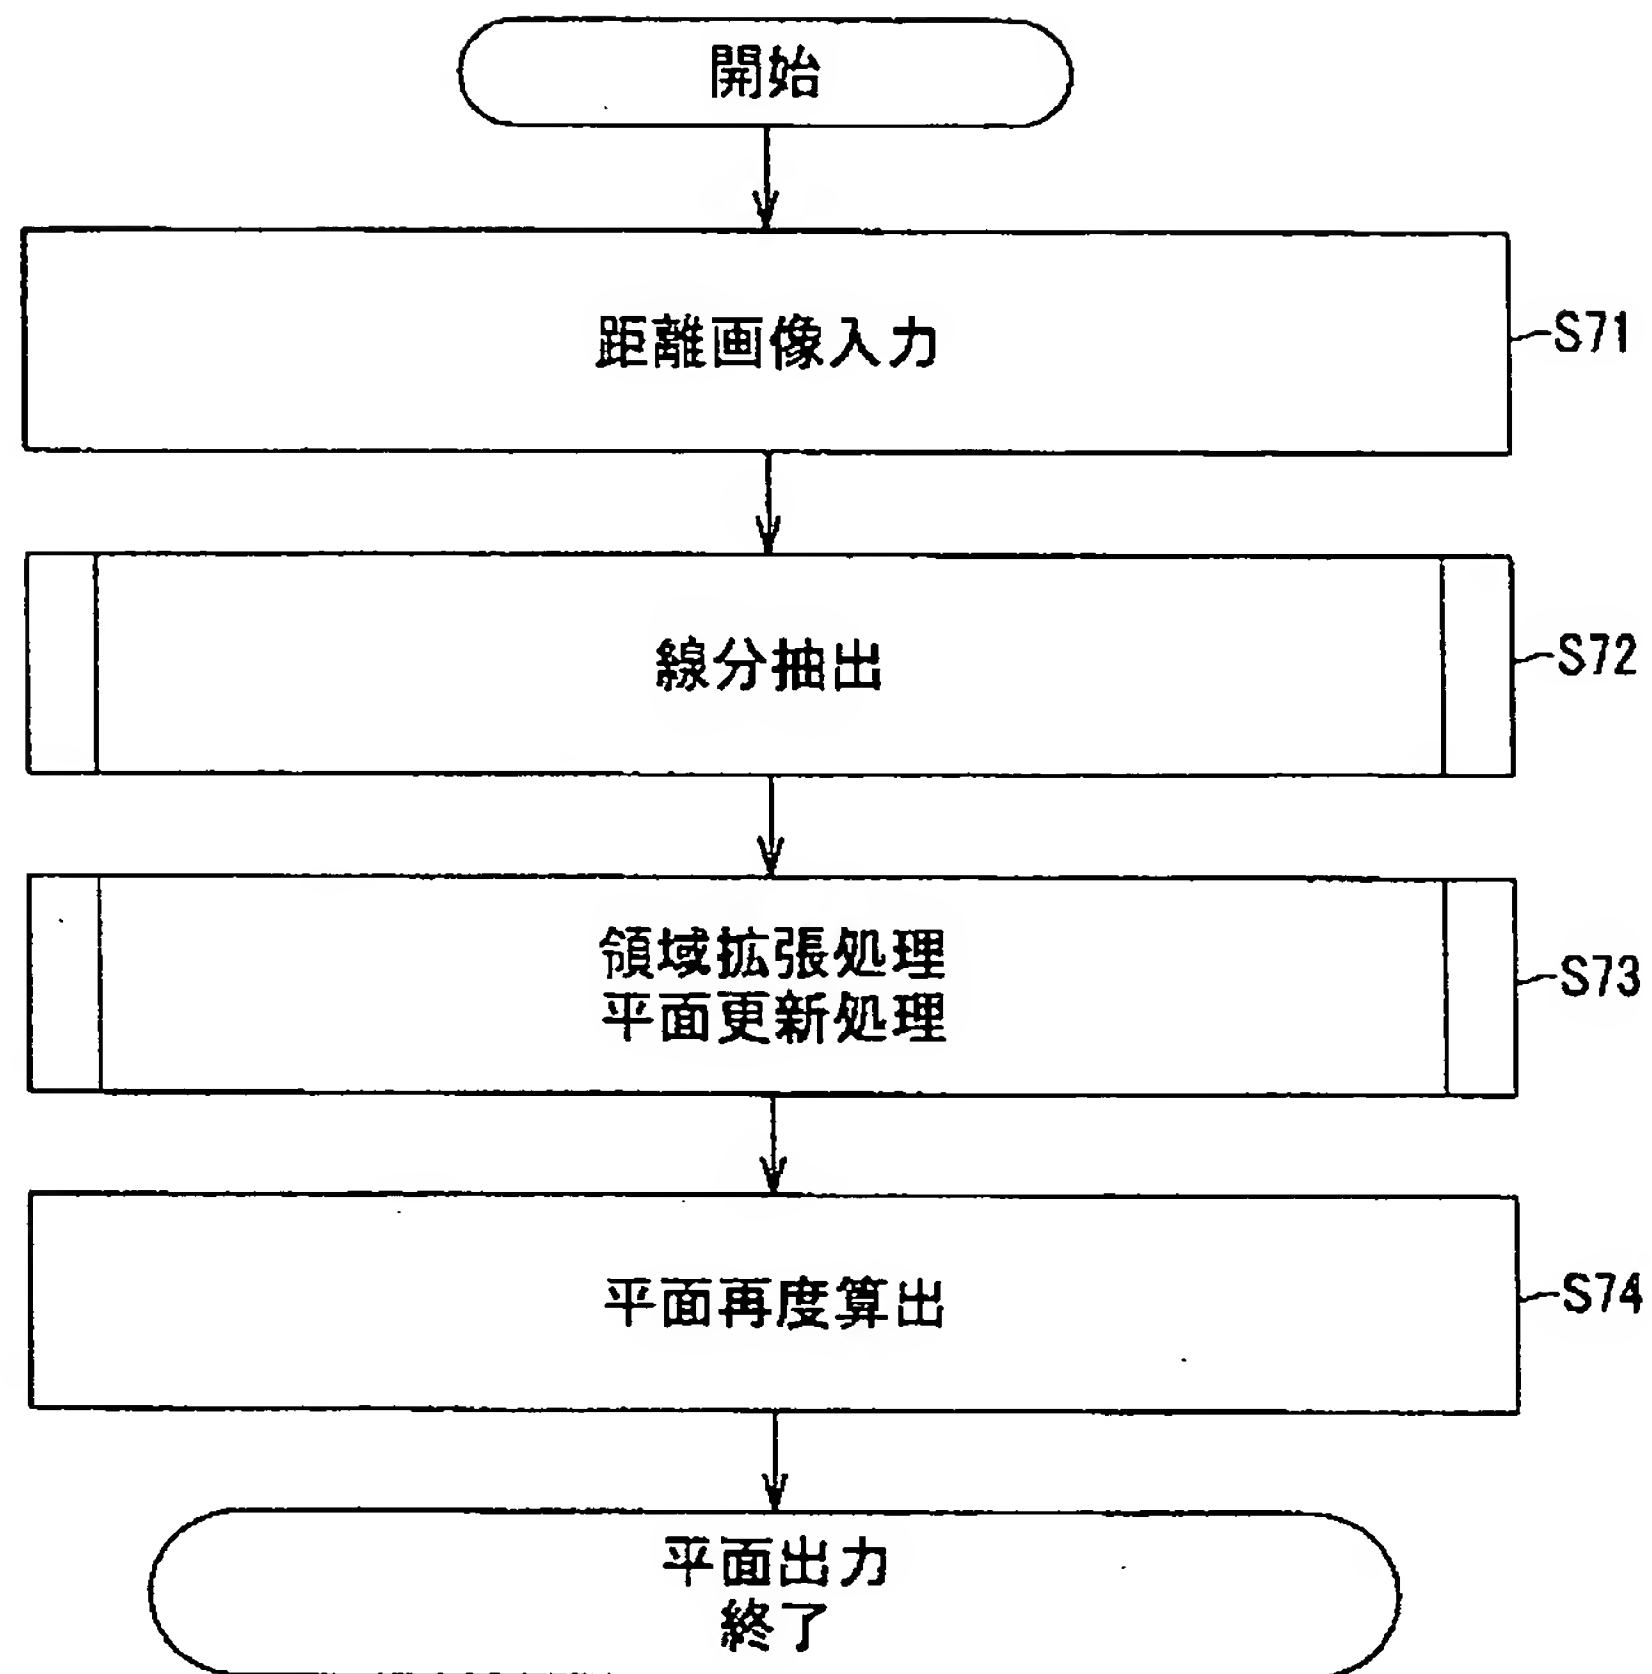 開始
距離画像入力
S71
線分抽出
S72
領域拡張処理
平面更新処理
S73
平面再度算出
S74
平面出力
終了